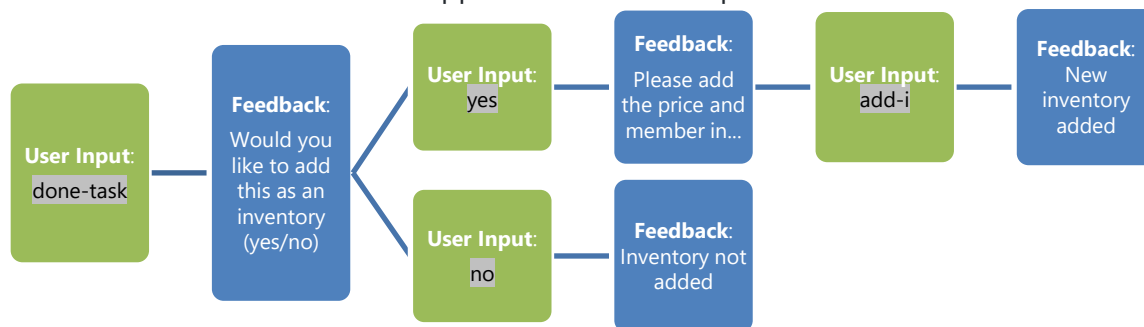 User Input:
done-task
Feedback:
Would you
like to add
this as an
inventory
(yes/no)
User Input:
yes
Feedback:
Please add
the price and
member in...
User Input:
add-i
Feedback:
New
inventory
added
User Input:
no
Feedback:
Inventory not
added